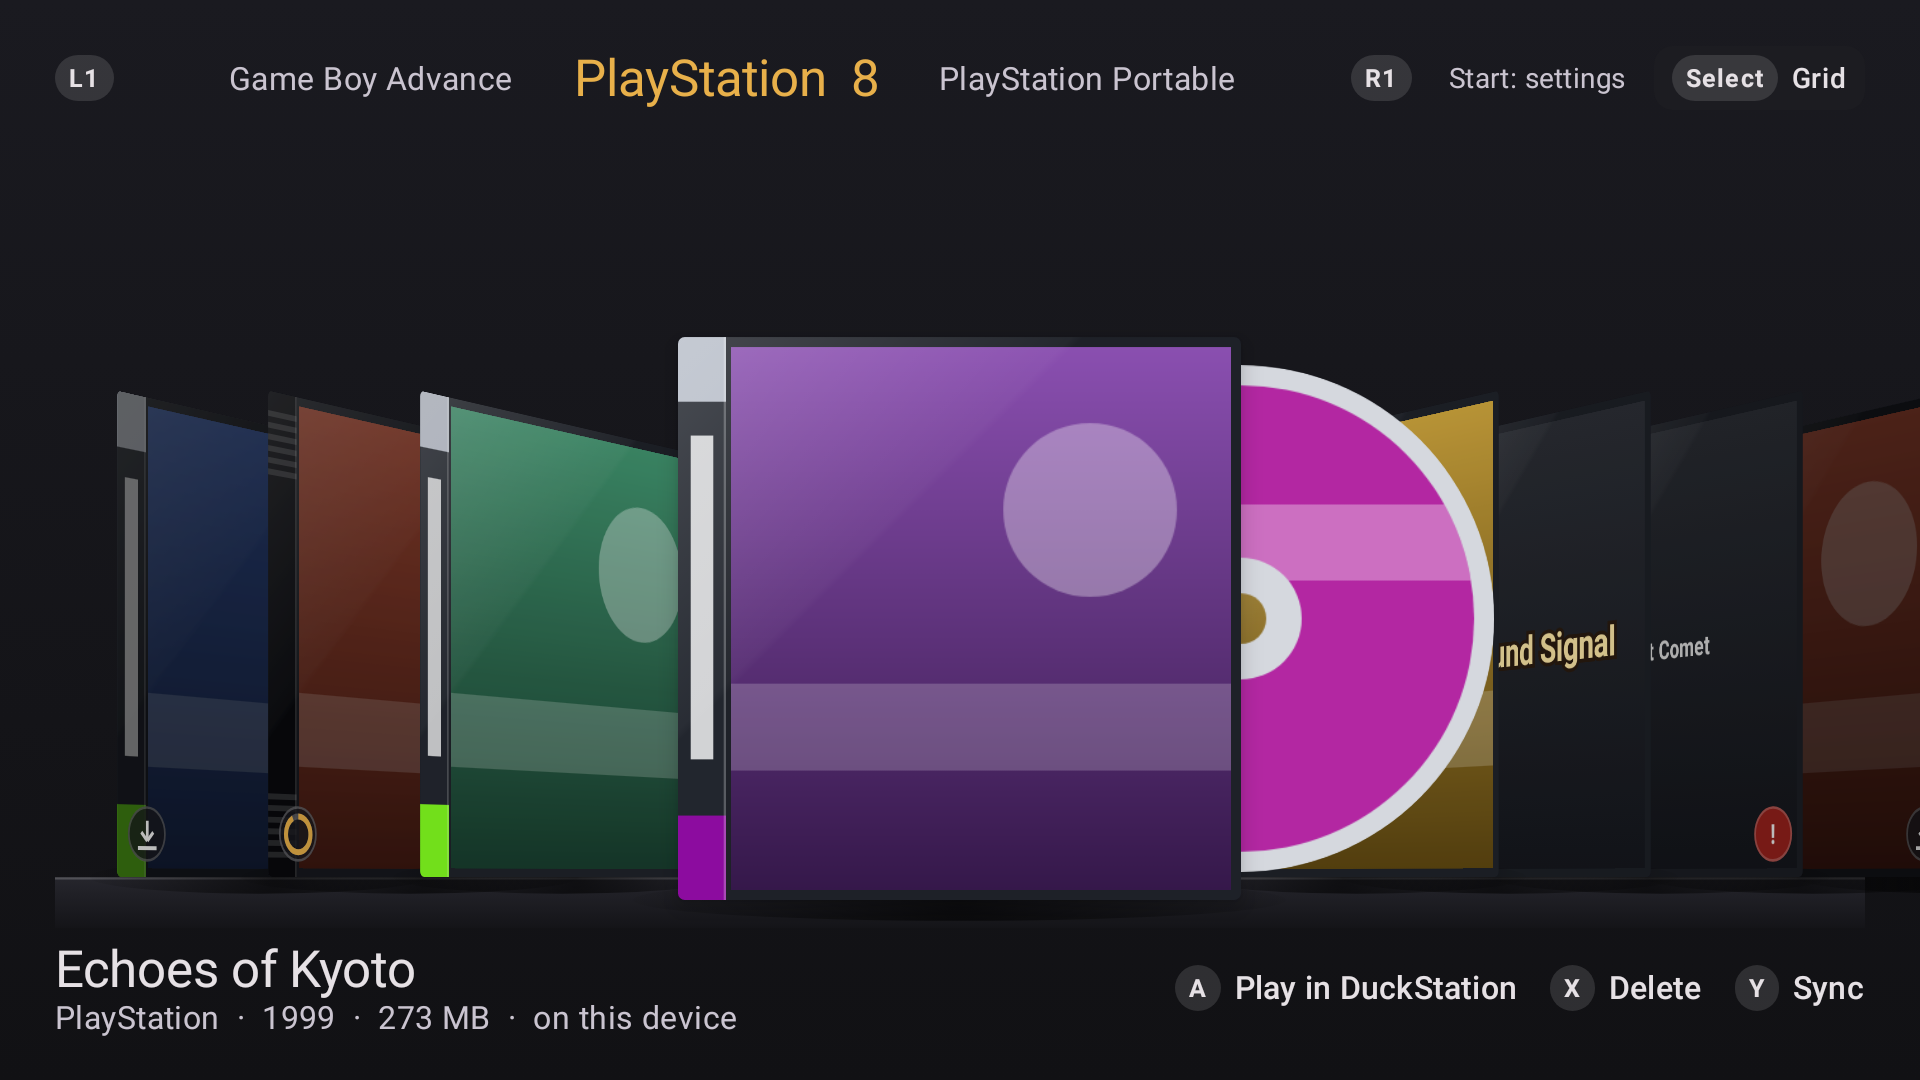 L1 Game Boy Advance PlayStation 8 PlayStation Portable R1 Start: settings Select Grid
Signal
Comet
!
Echoes of Kyoto
PlayStation · 1999 · 273 MB · on this device
A Play in DuckStation X Delete Y Sync